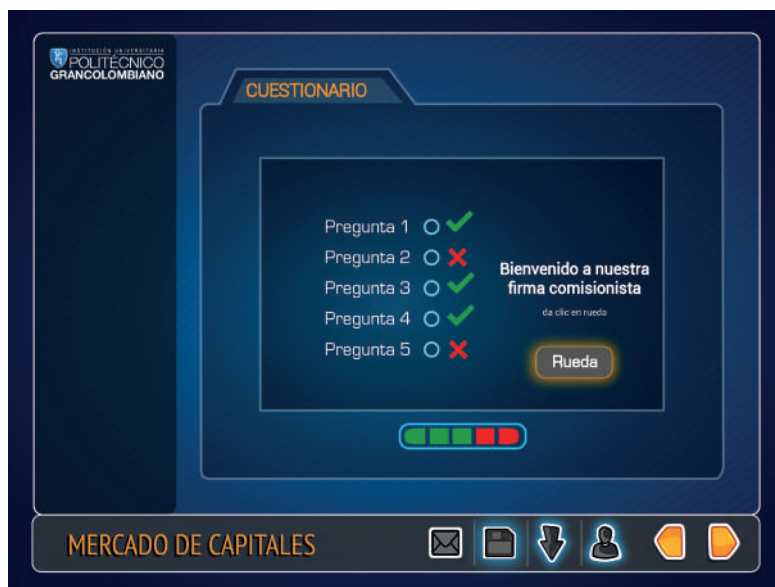 INSTITUCIÓN UNIVERSITARIA
POLITÉCNICO
GRANCOLOMBIANO
CUESTIONARIO
Pregunta 1
Pregunta 2
Pregunta 3
Pregunta 4
Pregunta 5
Bienvenido a nuestra
firma comisionista
da clic en rueda
Rueda
MERCADO DE CAPITALES